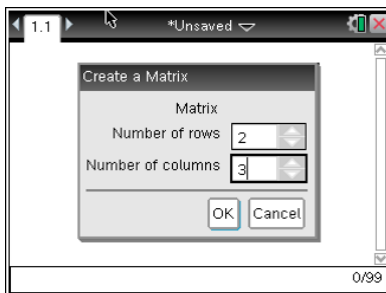 1.1
*Unsaved
Create a Matrix
Matrix
Number of rows 2
Number of columns 3
OK Cancel
0/99